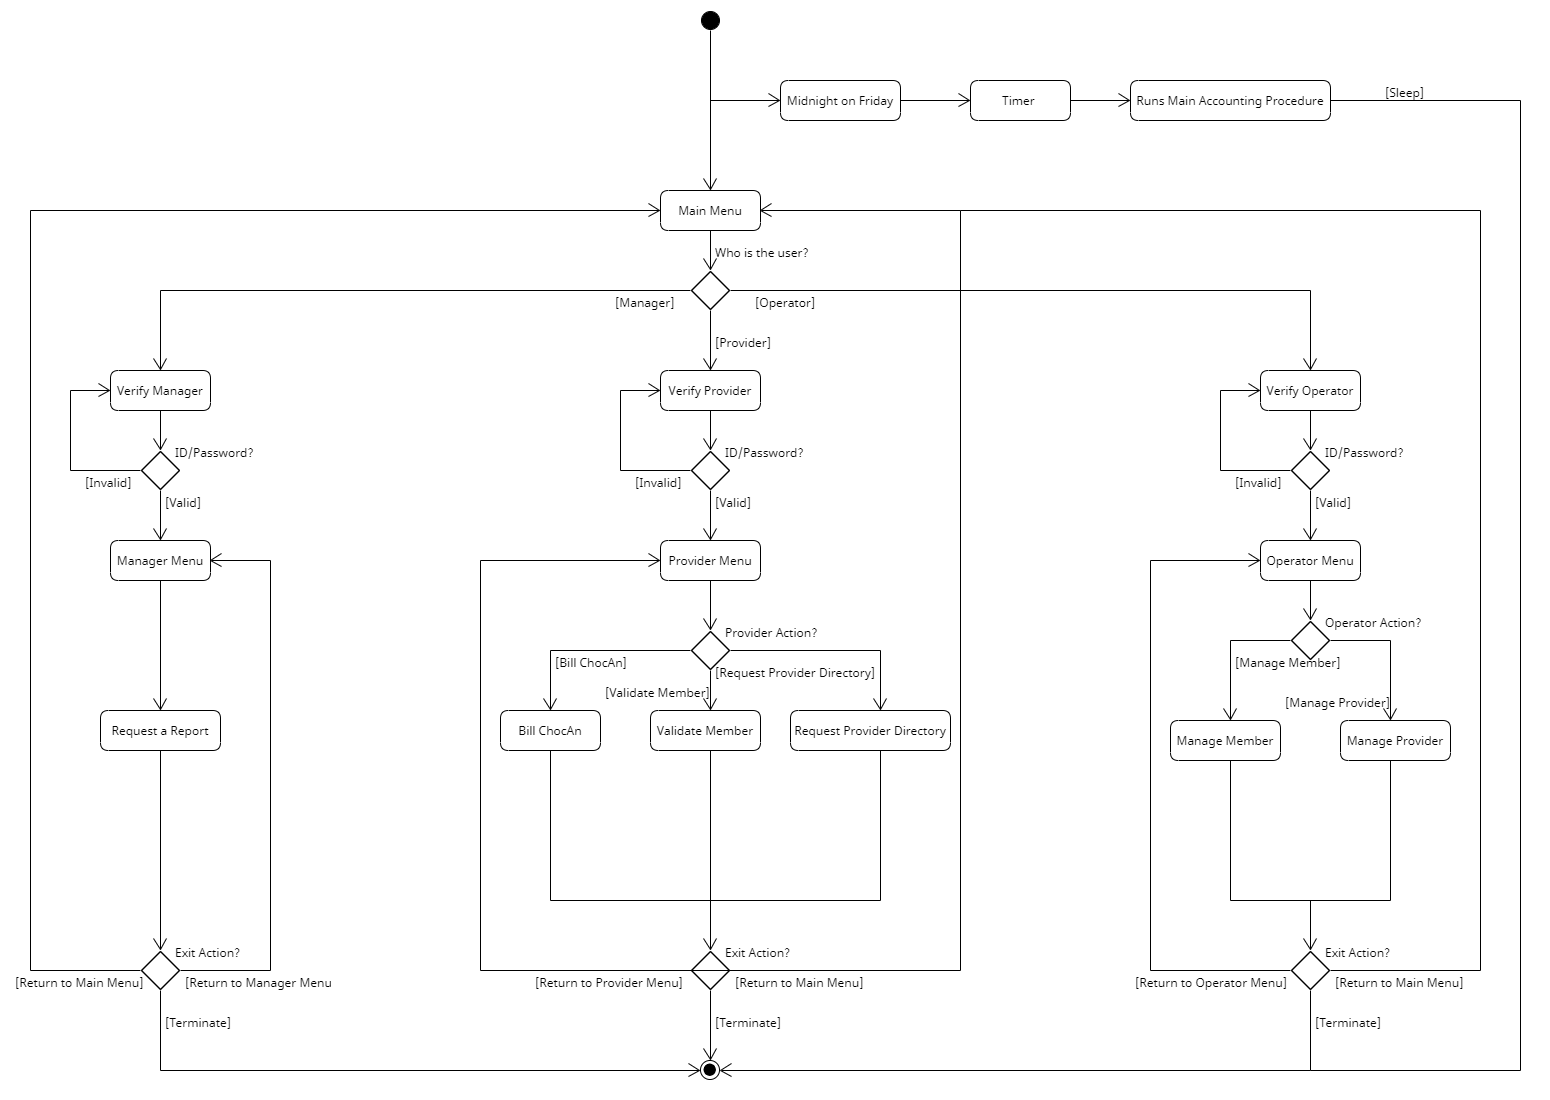 Midnight on Friday
Timer
Runs Main Accounting Procedure
[Sleep]
Main Menu
Who is the user?
[Manager]
[Operator]
[Provider]
Verify Manager
Verify Provider
Verify Operator
ID/Password?
ID/Password?
ID/Password?
[Invalid]
[Invalid]
[Invalid]
[Valid]
[Valid]
[Valid]
Manager Menu
Provider Menu
Operator Menu
Provider Action?
Operator Action?
[Bill ChocAn]
[Manage Member]
[Request Provider Directory]
[Validate Member]
[Manage Provider]
Request a Report
Bill ChocAn
Validate Member
Request Provider Directory
Manage Member
Manage Provider
Exit Action?
Exit Action?
Exit Action?
[Return to Main Menu]
[Return to Manager Menu
[Return to Provider Menu]
[Return to Main Menu]
[Return to Operator Menu]
[Return to Main Menu]
[Terminate]
[Terminate]
[Terminate]